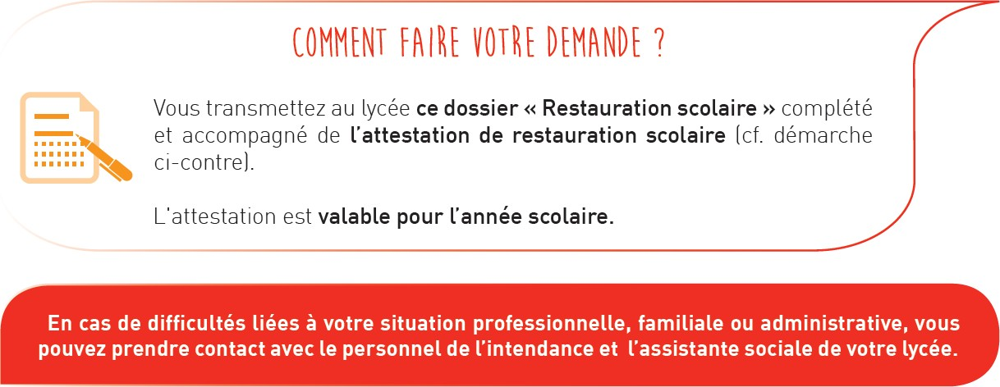 COMMENT FAIRE VOTRE DEMANDE ?
Vous transmettez au lycée ce dossier « Restauration scolaire » complété
et accompagné de l’attestation de restauration scolaire (cf. démarche
ci-contre).
L'attestation est valable pour l’année scolaire.
En cas de difficultés liées à votre situation professionnelle, familiale ou administrative, vous
pouvez prendre contact avec le personnel de l’intendance et l’assistante sociale de votre lycée.